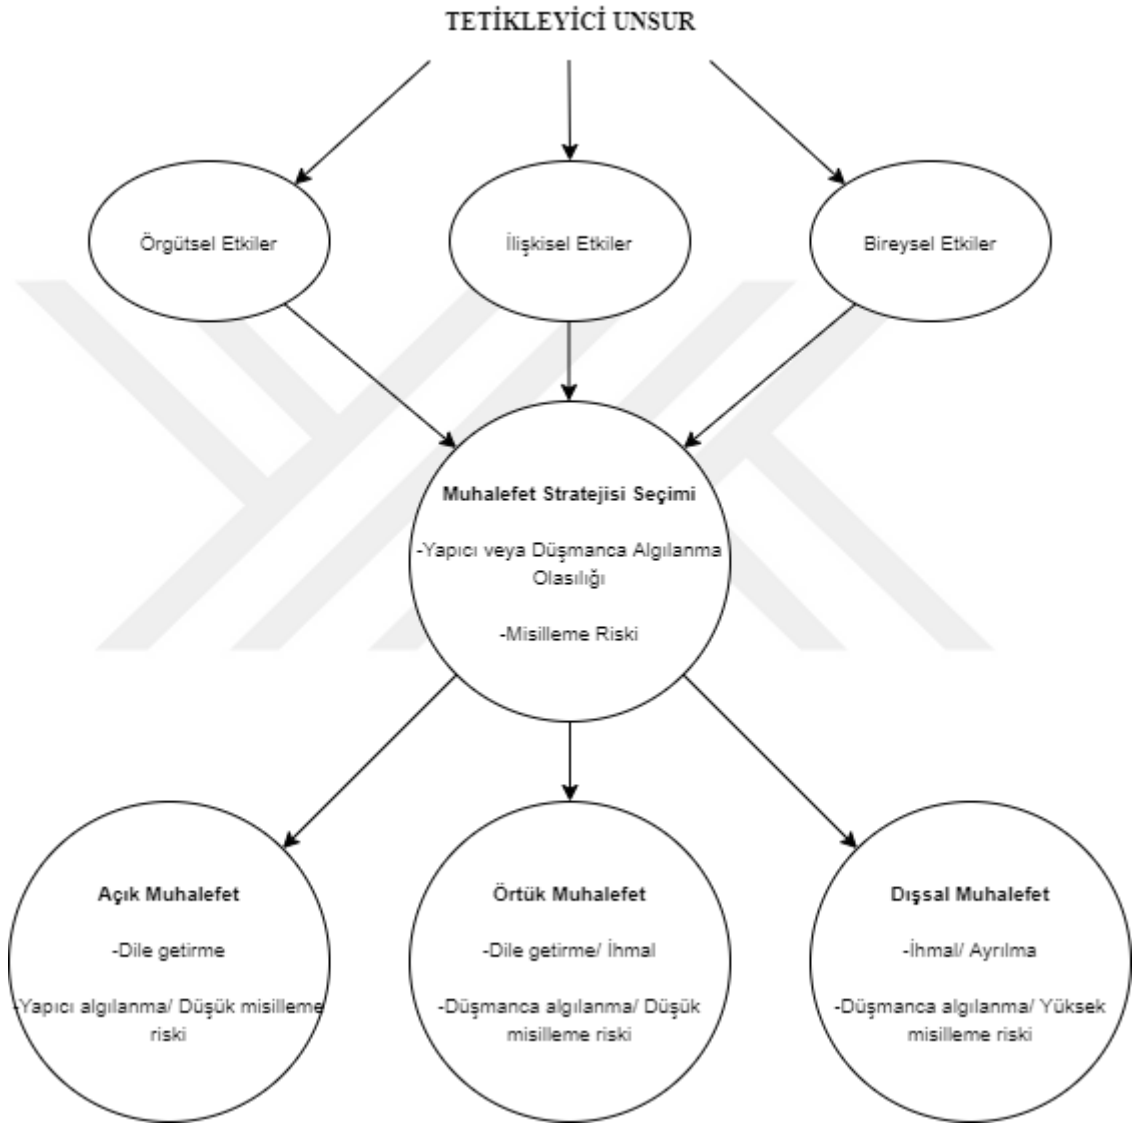 TETİKLEYİCİ UNSUR
Örgütsel Etkiler
İlişkisel Etkiler
Bireysel Etkiler
Muhalefet Stratejisi Seçimi
-Yapıcı veya Düşmanca Algılanma
Olasılığı
-Misilleme Riski
Açık Muhalefet
-Dile getirme
-Yapıcı algılanma/ Düşük misilleme
riski
Örtük Muhalefet
-Dile getirme/ İhmal
-Düşmanca algılanma/ Düşük
misilleme riski
Dışsal Muhalefet
-İhmal/ Ayrılma
-Düşmanca algılanma/ Yüksek
misilleme riski